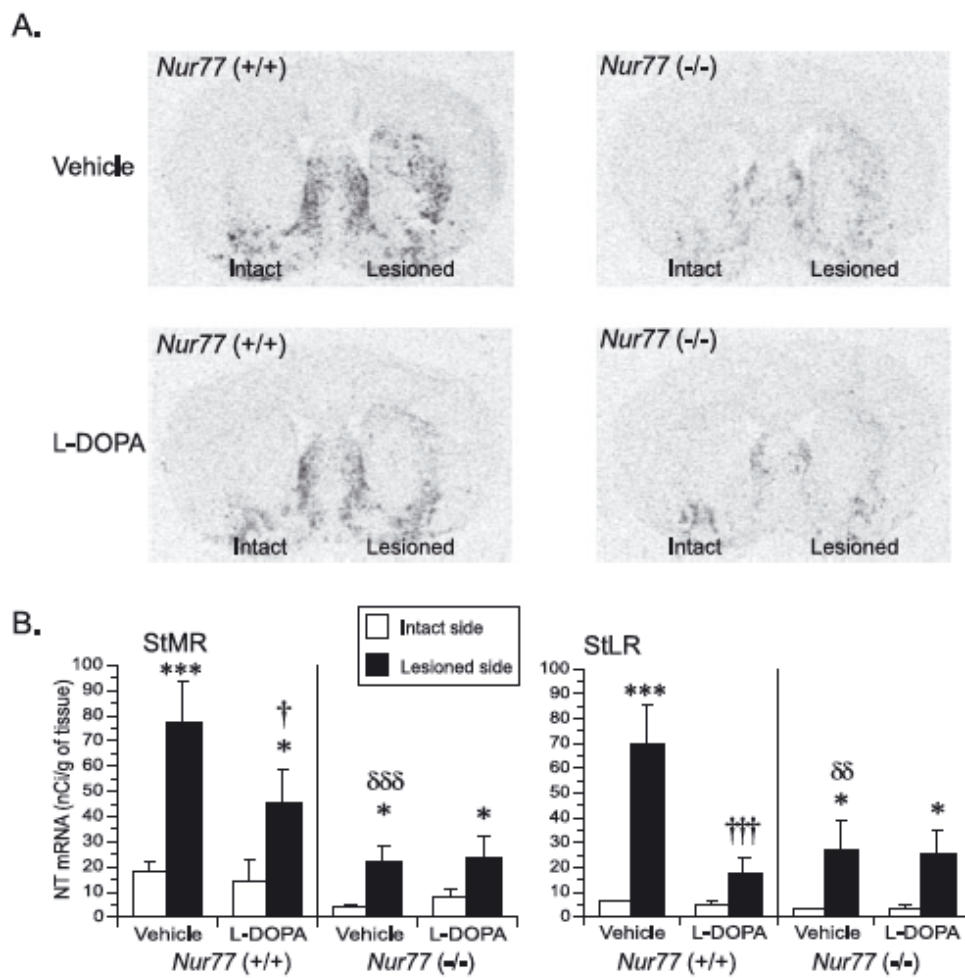 A.
Nur77 (+/+)
Nur77 (-/-)
Vehicle
Intact Lesioned
Intact Lesioned
Nur77 (+/+)
Nur77 (-/-)
L-DOPA
Intact Lesioned
Intact Lesioned
B.
StMR
Intact side
Lesioned side
StLR
NT mRNA (nCi/g of tissue)
100
90
80
70
60
50
40
30
20
10
0
***
†
*
δδδ
*
*
Vehicle L-DOPA Vehicle L-DOPA
Nur77 (+/+) Nur77 (-/-)
100
90
80
70
60
50
40
30
20
10
0
***
†††
δδ
*
*
Vehicle L-DOPA Vehicle L-DOPA
Nur77 (+/+) Nur77 (-/-)